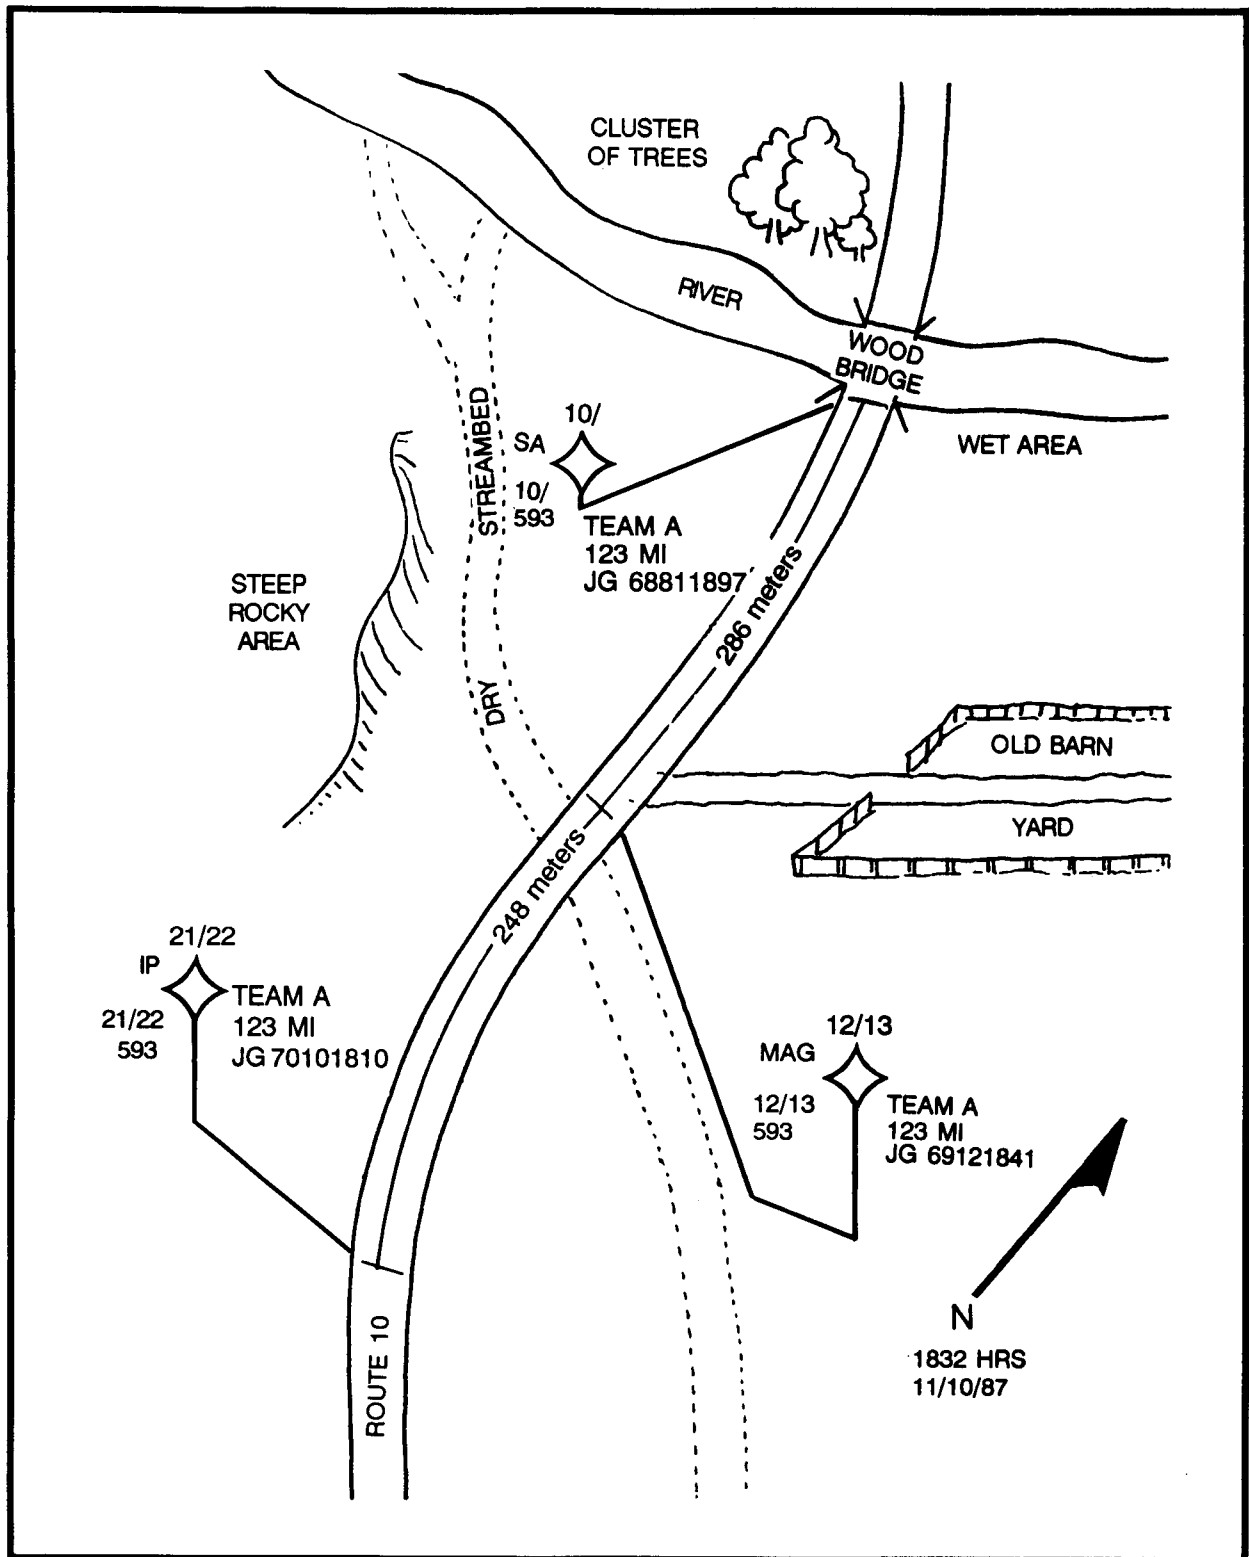 CLUSTER
OF TREES
RIVER
WOOD
BRIDGE
WET AREA
10/
SA
10/
593
TEAM A
123 MI
JG 68811897
STREAMBED
DRY
STEEP
ROCKY
AREA
286 meters
OLD BARN
YARD
248 meters
21/22
IP
21/22
593
TEAM A
123 MI
JG 70101810
12/13
MAG
12/13
593
TEAM A
123 MI
JG 69121841
N
1832 HRS
11/10/87
ROUTE 10